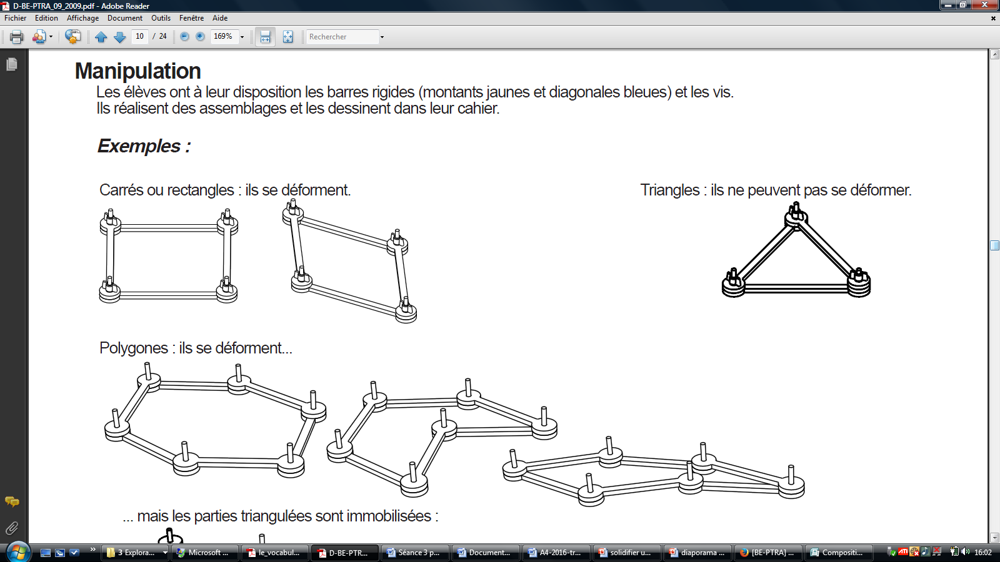 D-BE-PTRA_09_2009.pdf - Adobe Reader
Fichier Edition Affichage Document Outils Fenêtre Aide
10 / 24 169% Rechercher
Manipulation
Les élèves ont à leur disposition les barres rigides (montants jaunes et diagonales bleues) et les vis.
Ils réalisent des assemblages et les dessinent dans leur cahier.
Exemples :
Carrés ou rectangles : ils se déforment.
Triangles : ils ne peuvent pas se déformer.
Polygones : ils se déforment...
... mais les parties triangulées sont immobilisées :
» 3 Explora... Microsoft ... le_vocabul... D-BE-PTR... Séance 3 p... Document... A4-2016-tr... solidifier u... diaporama ... [BE-PTRA] ... Compositi... ATI 16:02